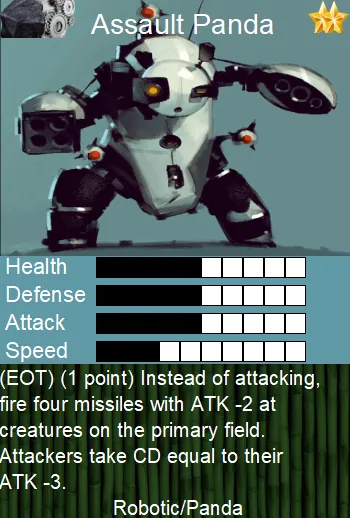 Assault Panda
Health
Defense
Attack
Speed
(EOT) (1 point) Instead of attacking,
fire four missiles with ATK -2 at
creatures on the primary field.
Attackers take CD equal to their
ATK -3.
Robotic/Panda